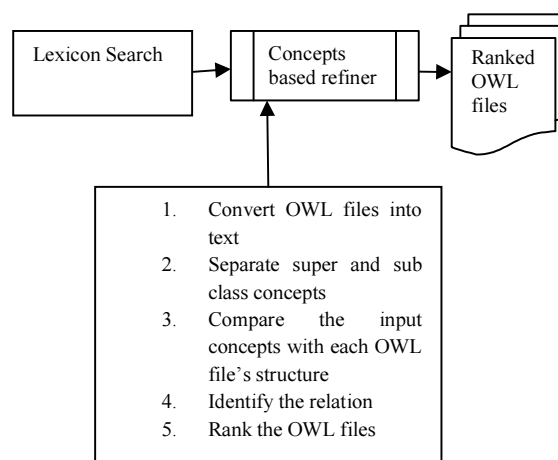 Lexicon Search
Concepts
based refiner
Ranked
OWL
files
1. Convert OWL files into
text
2. Separate super and sub
class concepts
3. Compare the input
concepts with each OWL
file's structure
4. Identify the relation
5. Rank the OWL files